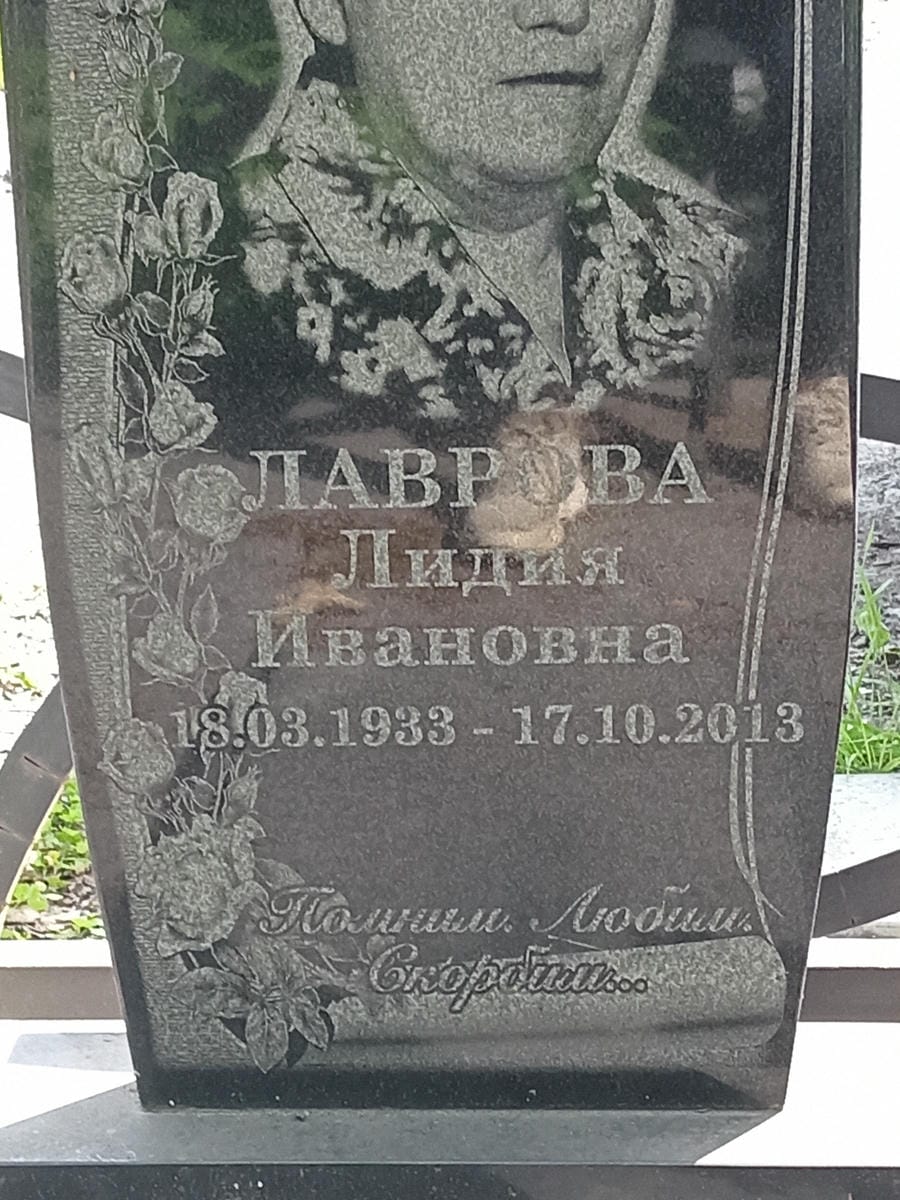 ЛАВРОВА
Лидия
Ивановна
18.03.1933 - 17.10.2013
Помним. Любим.
Скорбим...